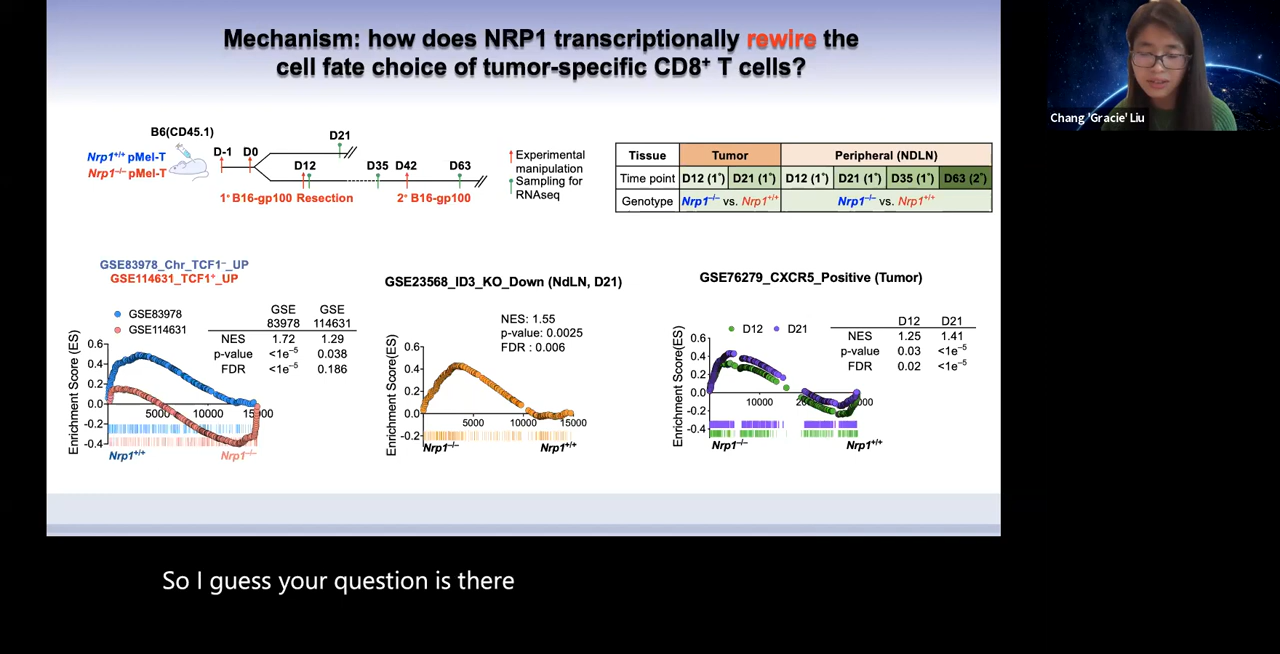 Mechanism: how does NRP1 transcriptionally rewire the
cell fate choice of tumor-specific CD8⁺ T cells?
Chang 'Gracie' Liu
B6(CD45.1)
Nrp1⁺/⁺ pMel-T
Nrp1⁻/⁻ pMel-T
D-1 D0 D21
D12 D35 D42 D63
1° B16-gp100 Resection 2° B16-gp100
Experimental
manipulation
Sampling for
RNAseq
Tissue Tumor Peripheral (NDLN)
Time point D12 (1°) D21 (1°) D12 (1°) D21 (1°) D35 (1°) D63 (2°)
Genotype Nrp1⁻/⁻ vs. Nrp1⁺/⁺ Nrp1⁻/⁻ vs. Nrp1⁺/⁺
GSE83978_Chr_TCF1⁻_UP
GSE114631_TCF1⁺_UP
GSE83978
GSE114631
GSE 83978 GSE 114631
NES 1.72 1.29
p-value <1e⁻⁵ 0.038
FDR <1e⁻⁵ 0.186
Enrichment Score (ES)
0.6
0.4
0.2
0.0
-0.2
-0.4
5000 10000 15000
Nrp1⁺/⁺ Nrp1⁻/⁻
GSE23568_ID3_KO_Down (NdLN, D21)
NES: 1.55
p-value: 0.0025
FDR : 0.006
Enrichment Score(ES)
0.6
0.4
0.2
0.0
-0.2
5000 10000 15000
Nrp1⁻/⁻ Nrp1⁺/⁺
GSE76279_CXCR5_Positive (Tumor)
D12 D21
D12 D21
NES 1.25 1.41
p-value 0.03 <1e⁻⁵
FDR 0.02 <1e⁻⁵
Enrichment Score(ES)
0.6
0.4
0.2
0.0
-0.2
-0.4
10000
Nrp1⁻/⁻ Nrp1⁺/⁺
So I guess your question is there